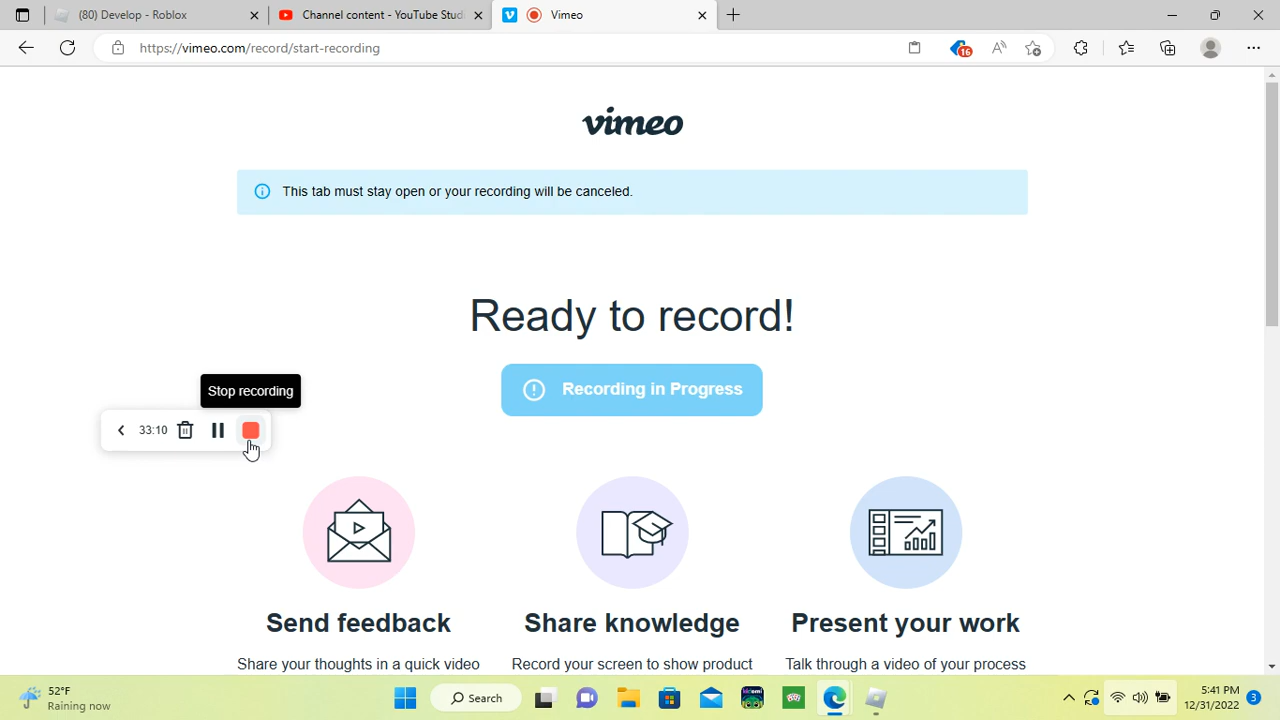 (80) Develop - Roblox
Channel content - YouTube Stud
Vimeo
https://vimeo.com/record/start-recording
16
vimeo
This tab must stay open or your recording will be canceled.
Ready to record!
Recording in Progress
Stop recording
33:10
Send feedback
Share knowledge
Present your work
Share your thoughts in a quick video
Record your screen to show product
Talk through a video of your process
52°F
Raining now
Search
kidomi
5:41 PM
12/31/2022
3